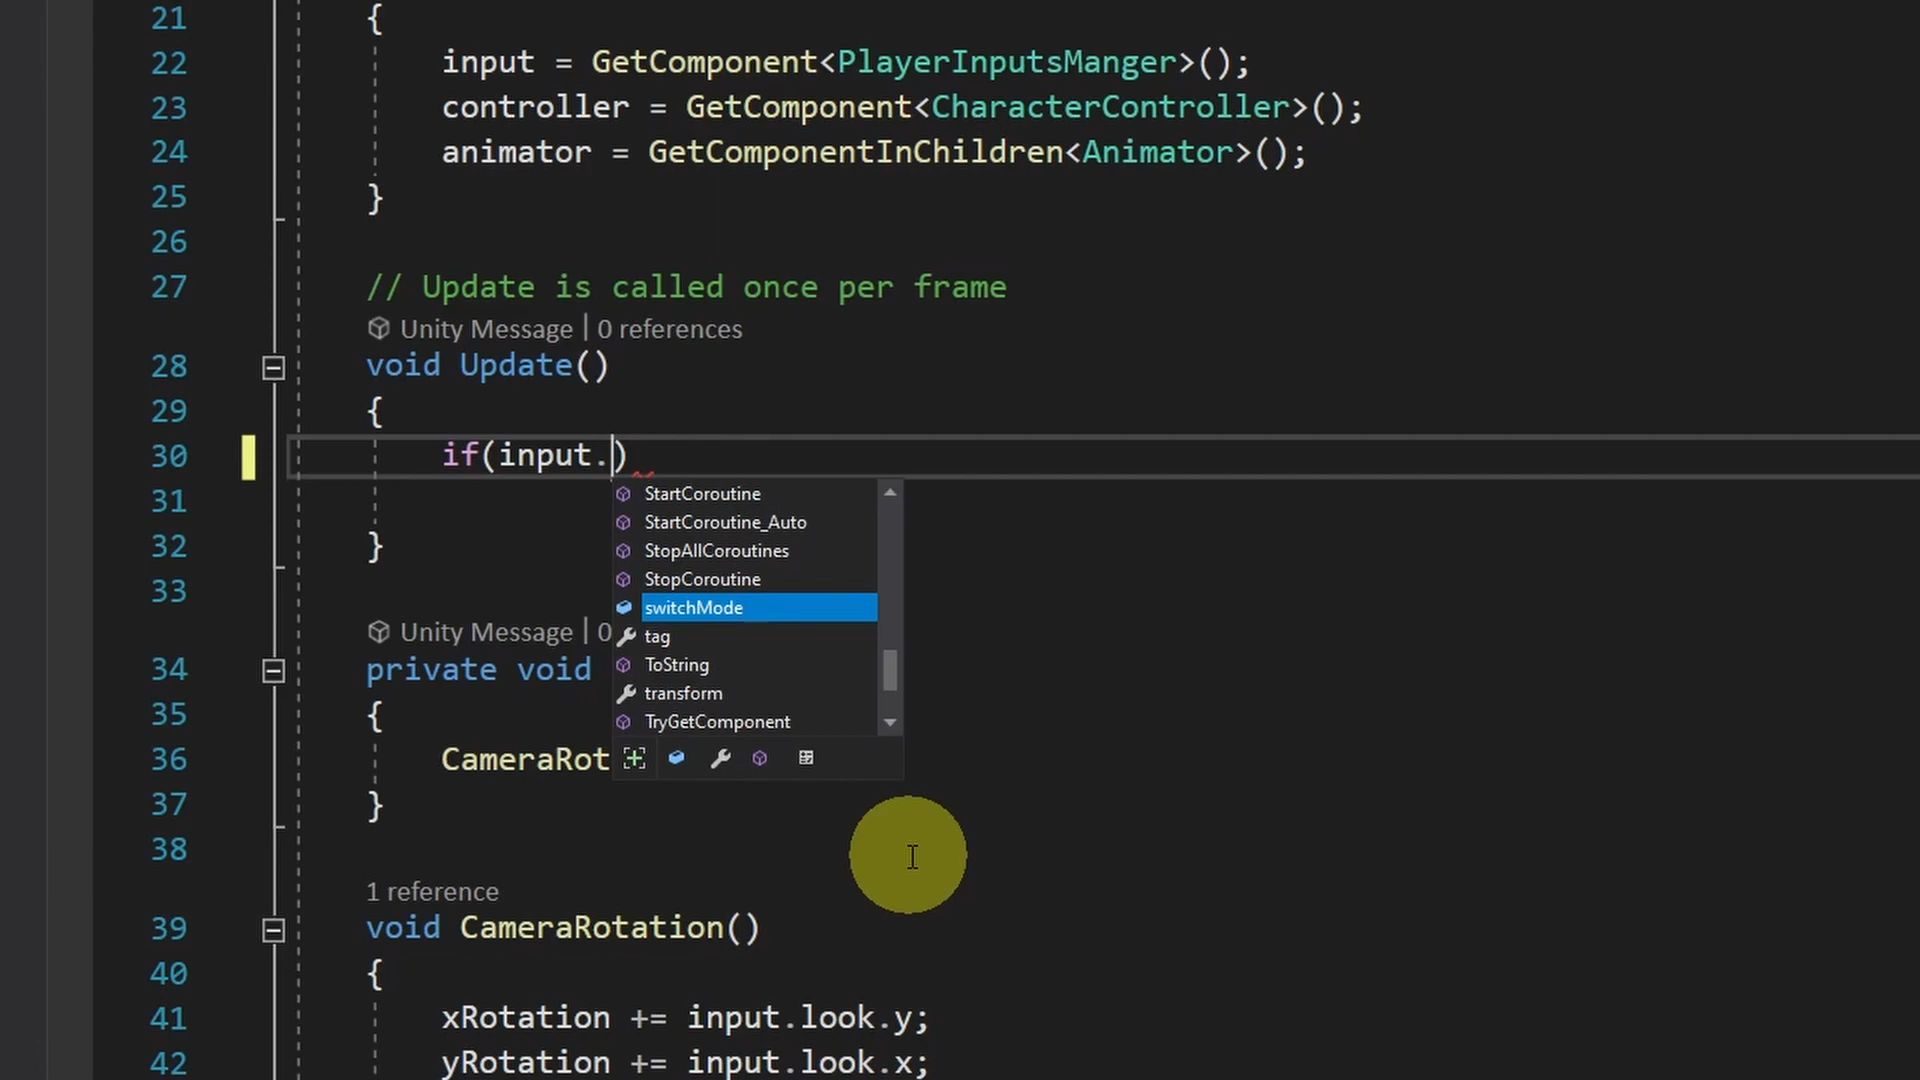 21 {
22 input = GetComponent<PlayerInputsManger>();
23 controller = GetComponent<CharacterController>();
24 animator = GetComponentInChildren<Animator>();
25 }
26
27 // Update is called once per frame
Unity Message | 0 references
28 void Update()
29 {
30 if(input.)
31
StartCoroutine
StartCoroutine_Auto
StopAllCoroutines
StopCoroutine
switchMode
tag
ToString
transform
TryGetComponent
32 }
33
Unity Message | 0
34 private void
35 {
36 CameraRot
37 }
38
1 reference
39 void CameraRotation()
40 {
41 xRotation += input.look.y;
42 yRotation += input.look.x;